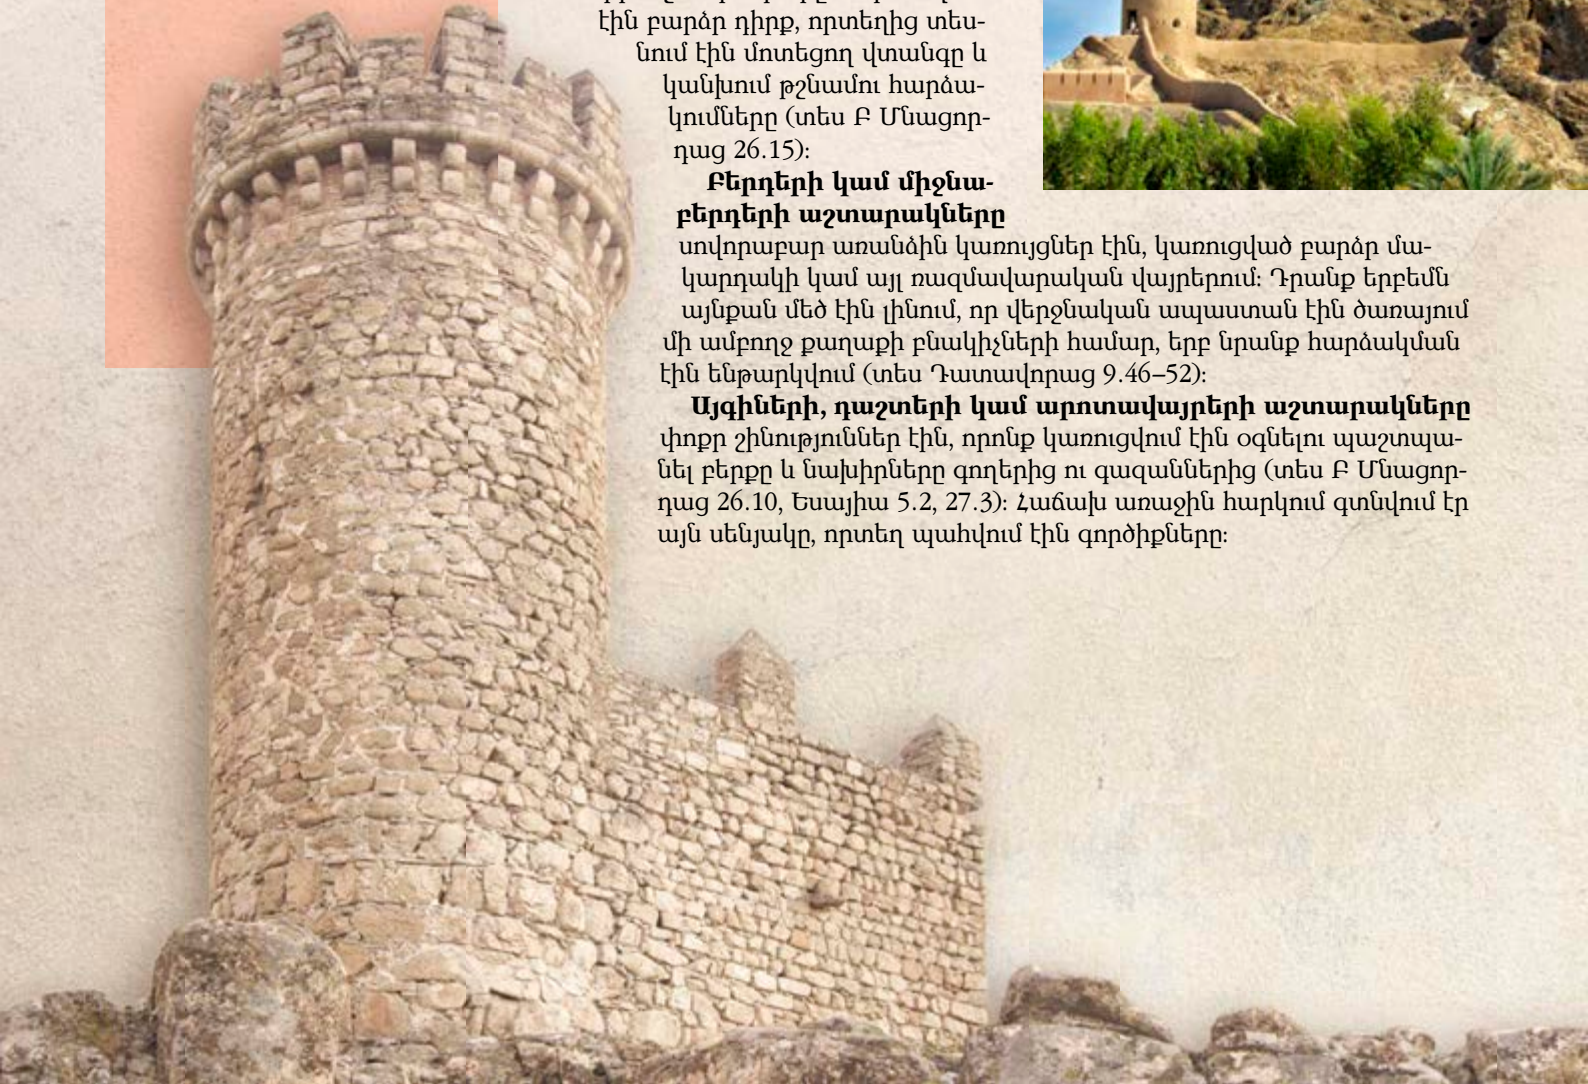 էին բարձր դիրք, որտեղից տես-
նում էին մոտեցող վտանգը և
կանխում թշնամու հարձա-
կումները (տես Բ Մնացոր-
դաց 26.15)։
Բերդերի կամ միջնա-
բերդերի աշտարակները
սովորաբար առանձին կառույցներ էին, կառուցված բարձր մա-
կարդակի կամ այլ ռազմավարական վայրերում։ Դրանք երբեմն
այնքան մեծ էին լինում, որ վերջնական ապաստան էին ծառայում
մի ամբողջ քաղաքի բնակիչների համար, երբ նրանք հարձակման
էին ենթարկվում (տես Դատավորաց 9.46–52)։
Այգիների, դաշտերի կամ արոտավայրերի աշտարակները
փոքր շինություններ էին, որոնք կառուցվում էին օգնելու պաշտպա-
նել բերքը և նախիրները գողերից ու գազաններից (տես Բ Մնացոր-
դաց 26.10, Եսայիա 5.2, 27.3)։ Հաճախ առաջին հարկում գտնվում էր
այն սենյակը, որտեղ պահվում էին գործիքները։